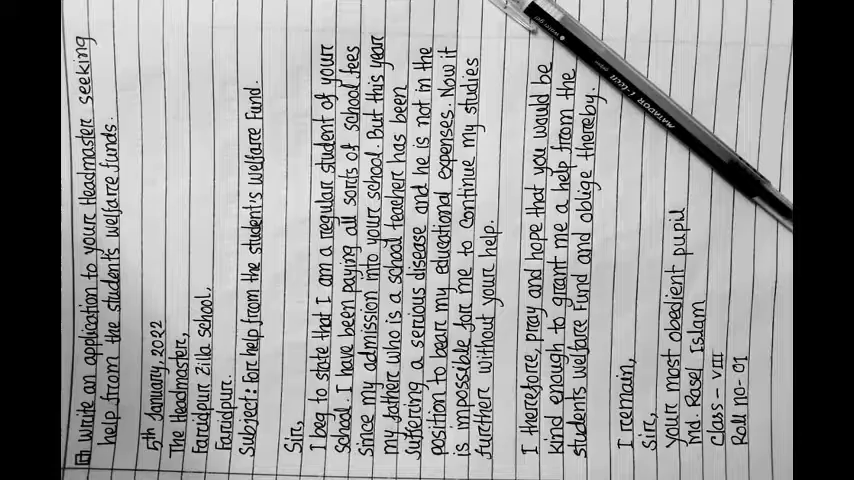 Write an application to your Headmaster seeking
help from the students welfare funds.
5th January, 2022
The Headmaster,
Faridpur Zilla School.
Faridpur.
Subject: For help from the student's welfare Fund.
Sir,
I beg to state that I am a regular student of your
school. I have been paying all sorts of school fees
since my admission into your school. But this year
my father who is a school teacher has been
suffering a serious disease and he is not in the
position to bear my educational expenses. Now it
is impossible for me to continue my studies
further without your help.
I therefore, pray and hope that you would be
kind enough to grant me a help from the
students welfare Fund and oblige thereby.
I remain,
Sir,
your most obedient pupil
Md. Rasel Islam
Class - VIII
Roll no - 01
MATADOR i-teen